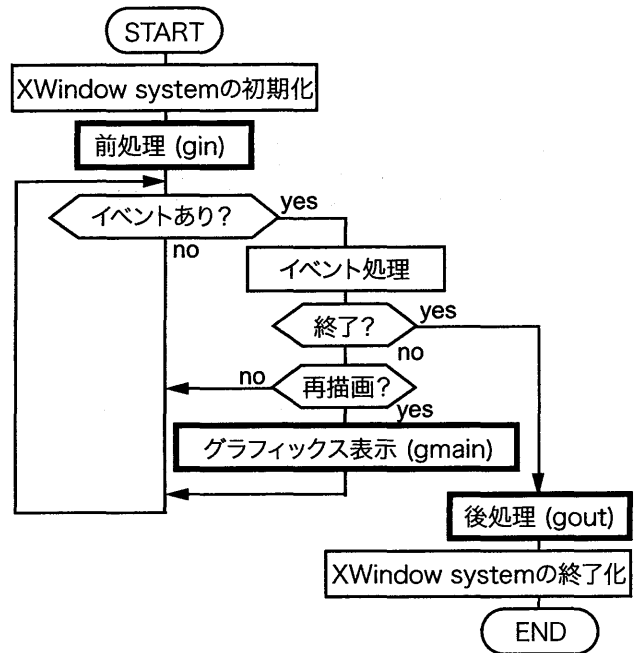 START
XWindow systemの初期化
前処理 (gin)
イベントあり?
yes
no
イベント処理
終了?
yes
no
再描画?
no
yes
グラフィックス表示 (gmain)
後処理 (gout)
XWindow systemの終了化
END